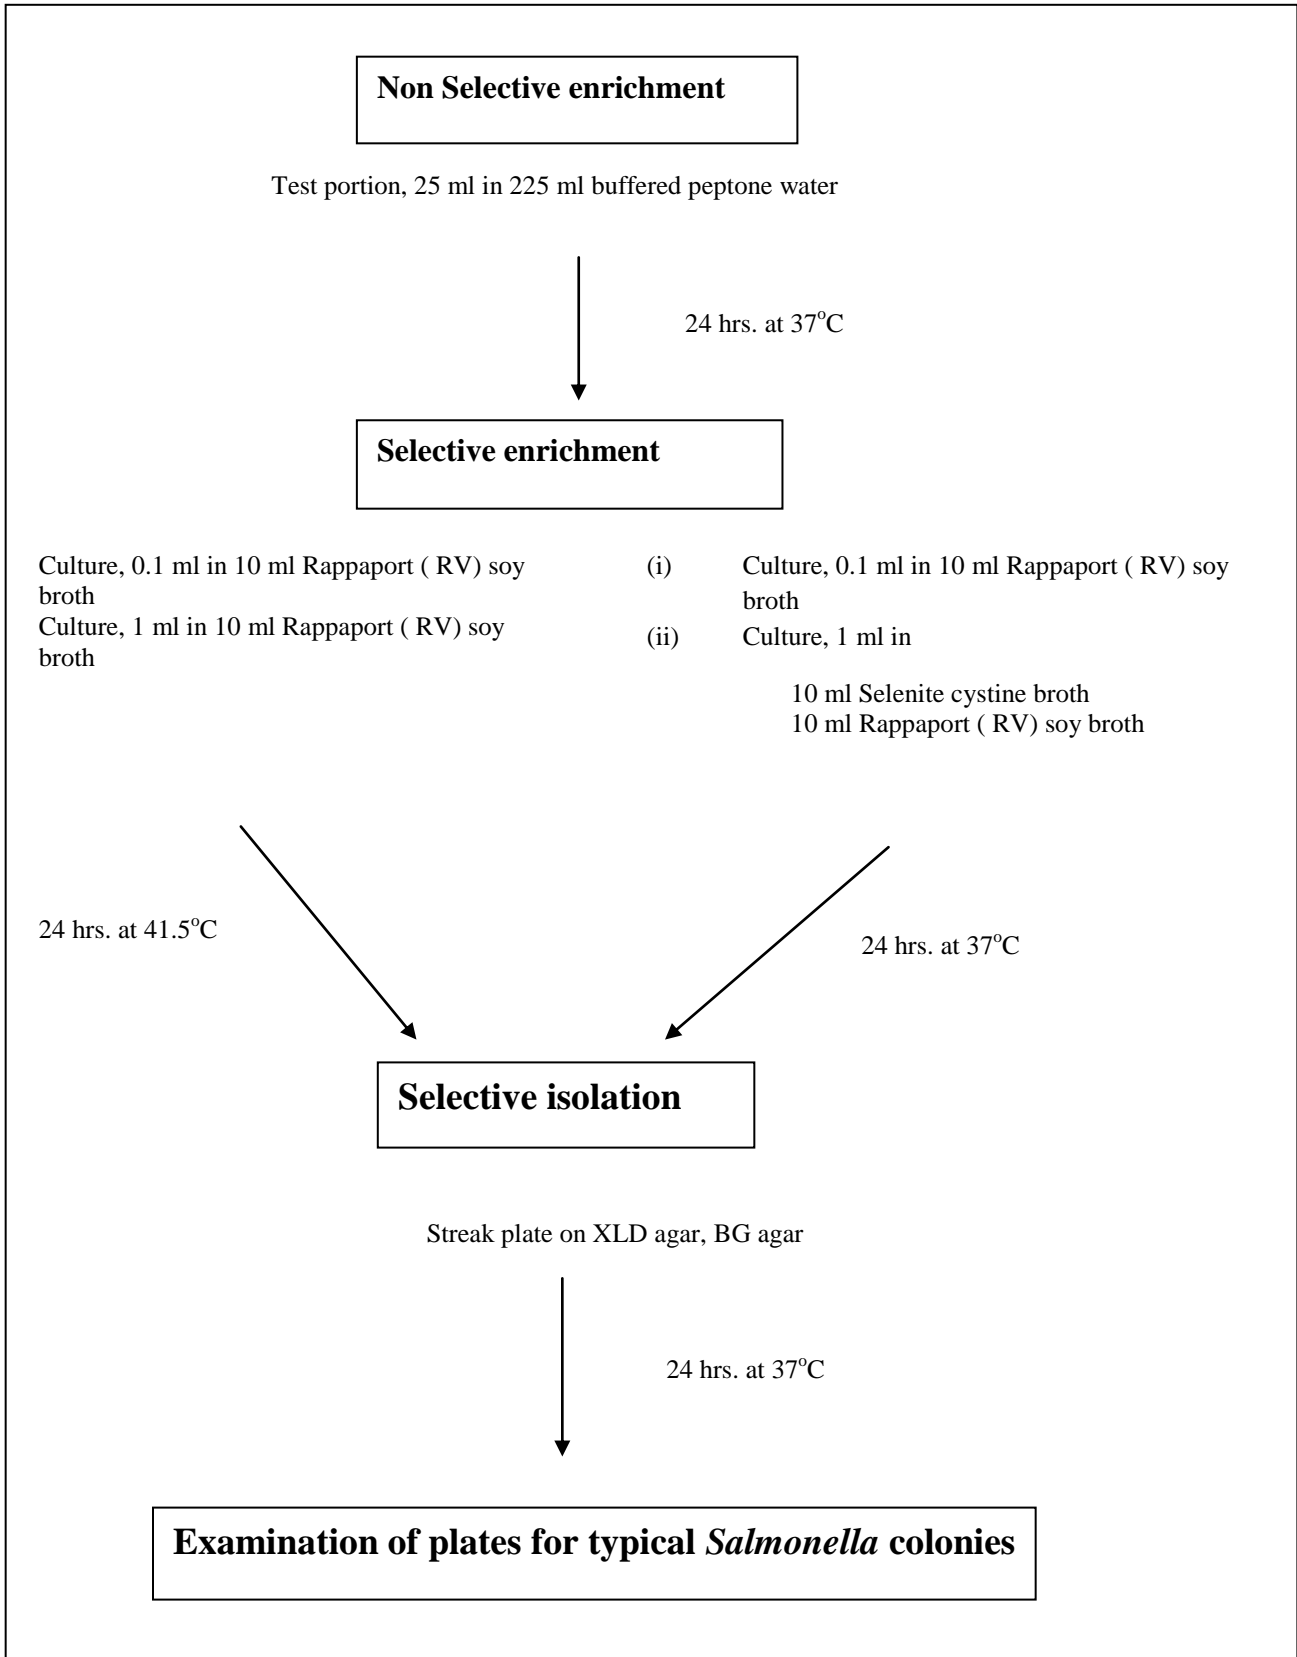 Non Selective enrichment
Test portion, 25 ml in 225 ml buffered peptone water
24 hrs. at 37°C
Selective enrichment
Culture, 0.1 ml in 10 ml Rappaport ( RV) soy
broth
Culture, 1 ml in 10 ml Rappaport ( RV) soy
broth
(i) Culture, 0.1 ml in 10 ml Rappaport ( RV) soy
broth
(ii) Culture, 1 ml in
10 ml Selenite cystine broth
10 ml Rappaport ( RV) soy broth
24 hrs. at 41.5°C
24 hrs. at 37°C
Selective isolation
Streak plate on XLD agar, BG agar
24 hrs. at 37°C
Examination of plates for typical Salmonella colonies